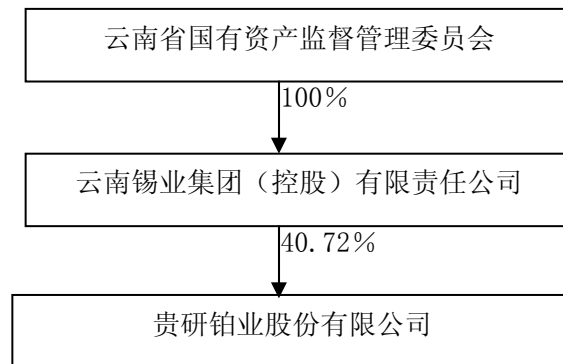 云南省国有资产监督管理委员会
100％
云南锡业集团（控股）有限责任公司
40.72％
贵研铂业股份有限公司